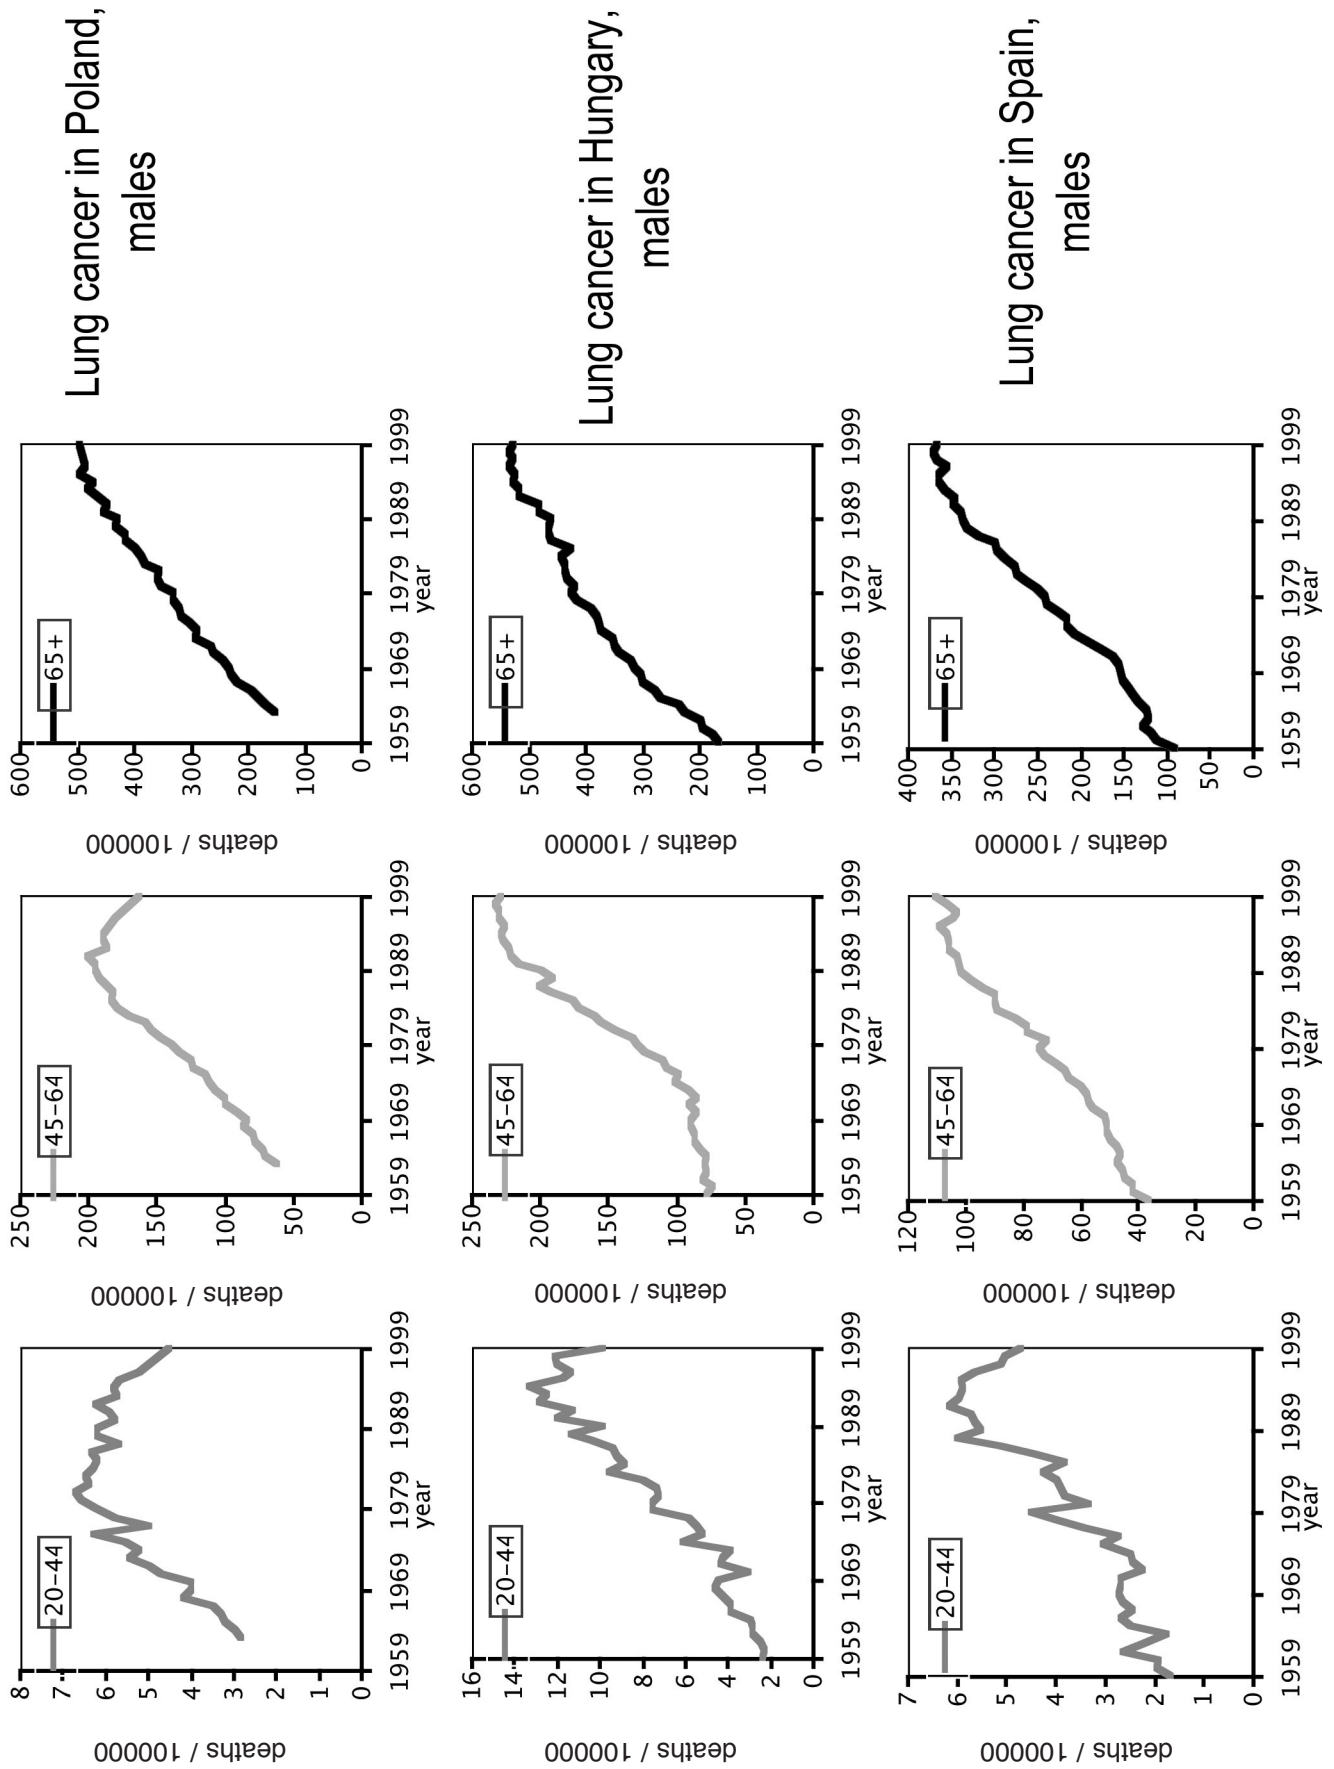 deaths / 100000
8
7
6
5
4
3
2
1
0
20-44
1959 1969 1979 1989 1999
year
deaths / 100000
250
200
150
100
50
0
45-64
1959 1969 1979 1989 1999
year
deaths / 100000
600
500
400
300
200
100
0
65+
1959 1969 1979 1989 1999
year
Lung cancer in Poland,
males
deaths / 100000
16
14
12
10
8
6
4
2
0
20-44
1959 1969 1979 1989 1999
year
deaths / 100000
250
200
150
100
50
0
45-64
1959 1969 1979 1989 1999
year
deaths / 100000
600
500
400
300
200
100
0
65+
1959 1969 1979 1989 1999
year
Lung cancer in Hungary,
males
deaths / 100000
7
6
5
4
3
2
1
0
20-44
1959 1969 1979 1989 1999
year
deaths / 100000
120
100
80
60
40
20
0
45-64
1959 1969 1979 1989 1999
year
deaths / 100000
400
350
300
250
200
150
100
50
0
65+
1959 1969 1979 1989 1999
year
Lung cancer in Spain,
males